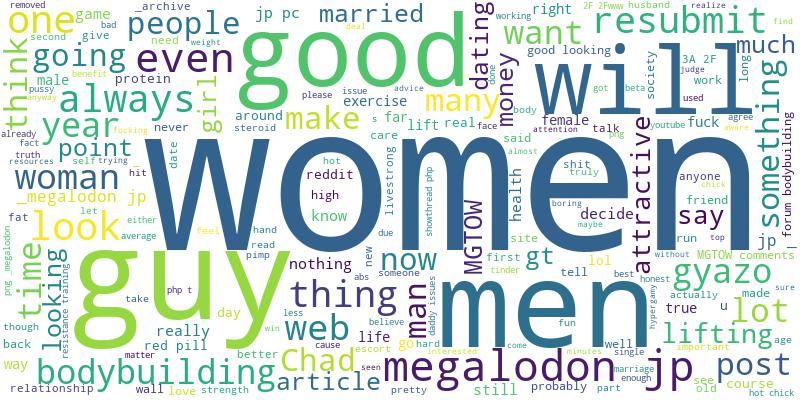 removed
game
_archive
bad
one
second
people
give
going
need
think
even
male
protein
pussy
anyway
always
girl
fucking
already
year
around
steroid
make
fact
never
truth
point
s
resources
self
trying
care
date
woman
hit
hot
reddit
_megalodon jp
high
fat
let
look
know
either
due
average
hand
new
feel
read
time
pimp
nothing
png _megalodon
looking
resistance training
php t
abs
someone
guy
thing
take
day
less
though
really
win
web
back
red pill
cause
believe
matter
better
escort
seen
way
bodybuilding
Chad
article
relationship
wall
love
strength
pretty
jp pc
married
good
dating
done
many
money
please
issue
exercise
far
lift
real
livestrong
showthread php
women
now
men
man
life
go
hard
daddy issues
interested
megalodon jp
still
probably
part
working
2F 2Fwww
husband
realize
deal
resubmit
find
want
right
good looking
3A 2F
much
weight
benefit
society
judge
work
long
will
advice
got
beta
used
agree
body
female
fuck
said
talk
youtube
aware
face
attention
png
almost
shit
truly
chick
something
forum bodybuilding
health
anyone
boring
decide
friend
maybe
attractive
say
MGTOW
site
run
top
jp
first
gt
without
MGTOW comments
tinder
tell
best
honest
gyazo
lol
actually
made
sure
hypergamy
true
u
lot
fun
come
well
single
lifting
age
minutes
important
marriage
enough
see
old
post
course
hot chick